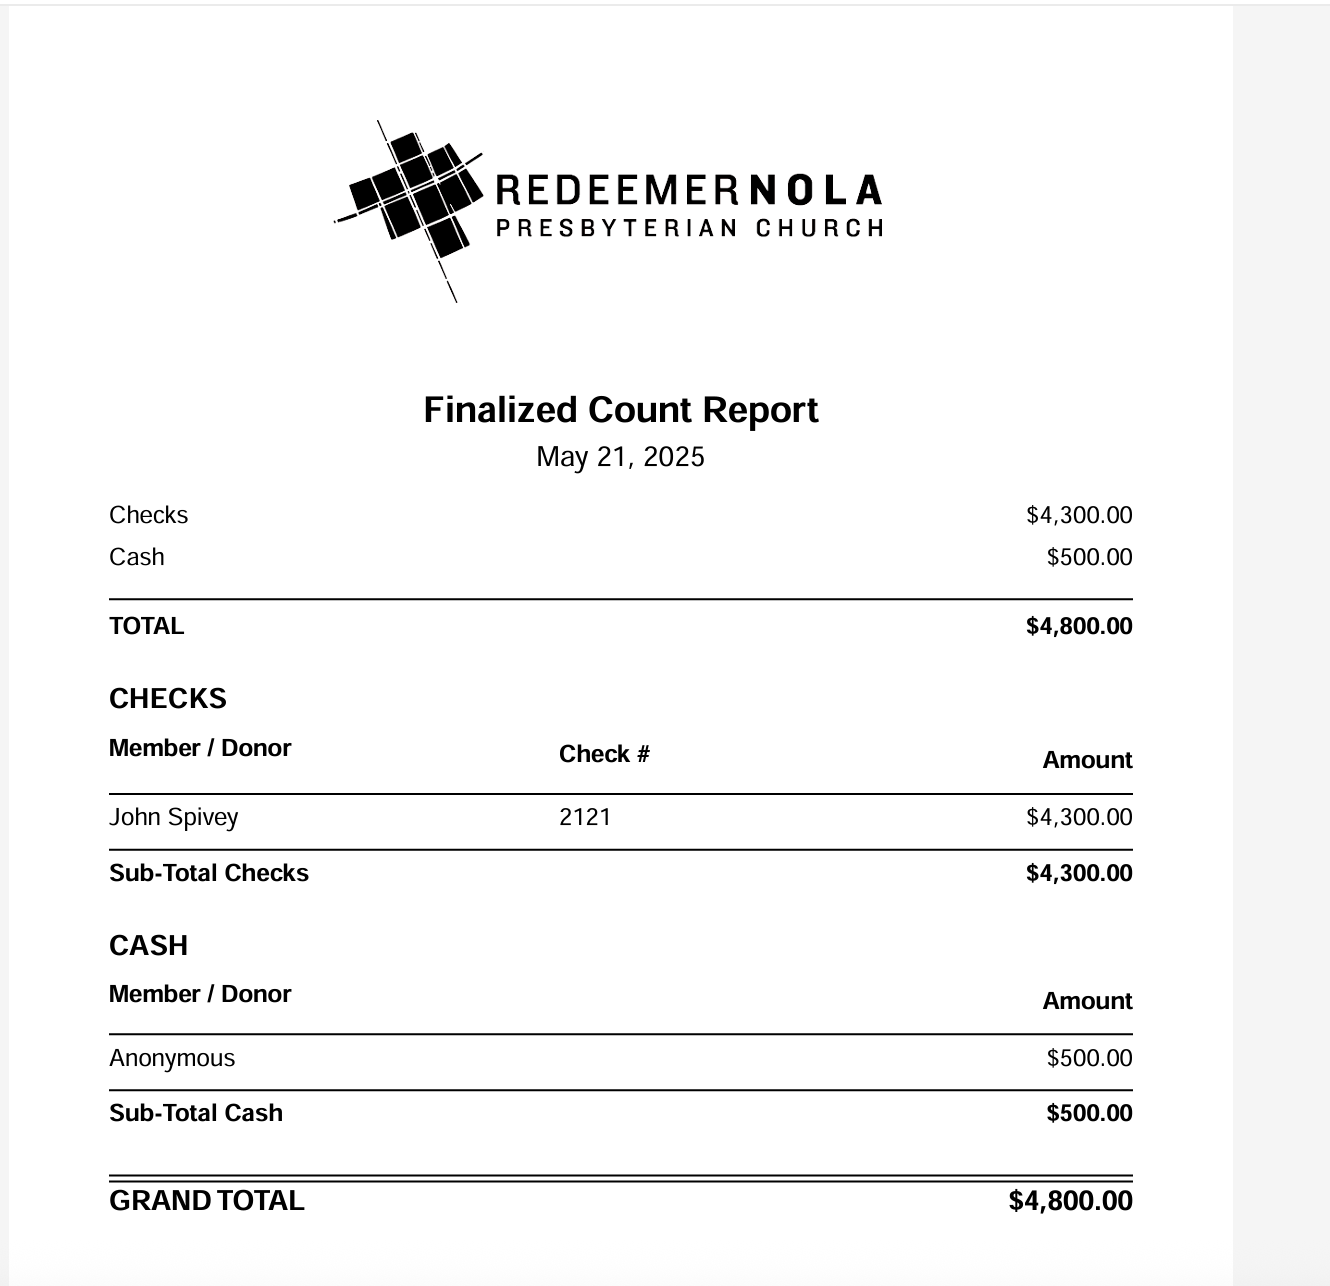 REDEEMERNOLA
PRESBYTERIAN CHURCH
Finalized Count Report
May 21, 2025
Checks $4,300.00
Cash $500.00
TOTAL $4,800.00
CHECKS
Member / Donor Check # Amount
John Spivey 2121 $4,300.00
Sub-Total Checks $4,300.00
CASH
Member / Donor Amount
Anonymous $500.00
Sub-Total Cash $500.00
GRAND TOTAL $4,800.00